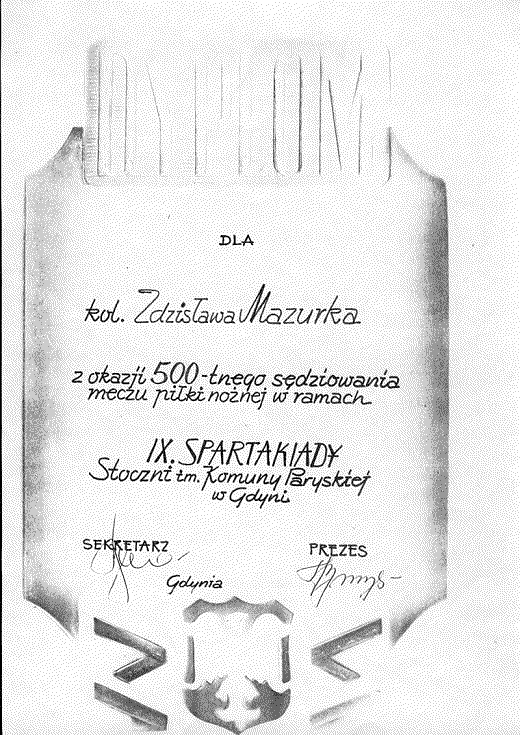 DYPLOM
DLA
kol. Zdzisława Mazurka
z okazji 500-tnego sędziowania
meczu piłki nożnej w ramach
IX. SPARTAKIADY
Stoczni im. Komuny Paryskiej
w Gdyni.
SEKRETARZ
PREZES
Gdynia